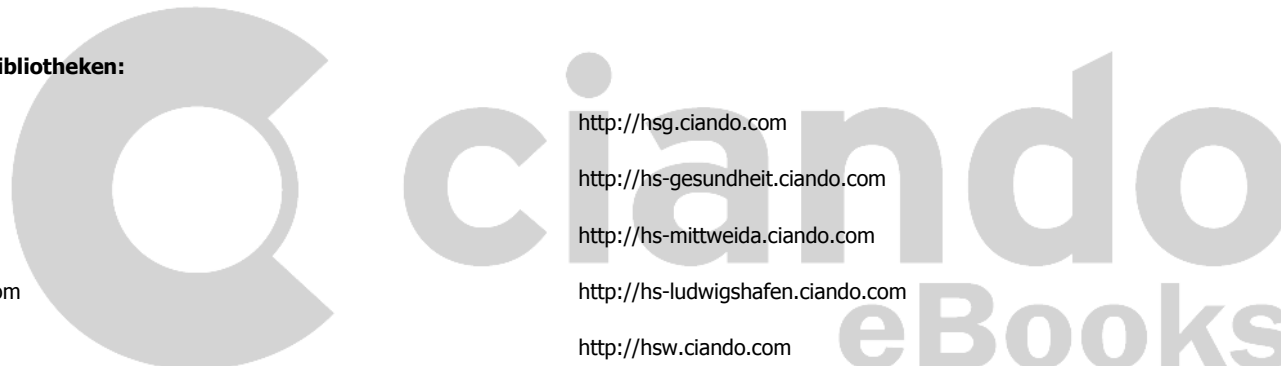 ibliotheken:
http://hsg.ciando.com
http://hs-gesundheit.ciando.com
http://hs-mittweida.ciando.com
om
http://hs-ludwigshafen.ciando.com
http://hsw.ciando.com
ciando
eBooks